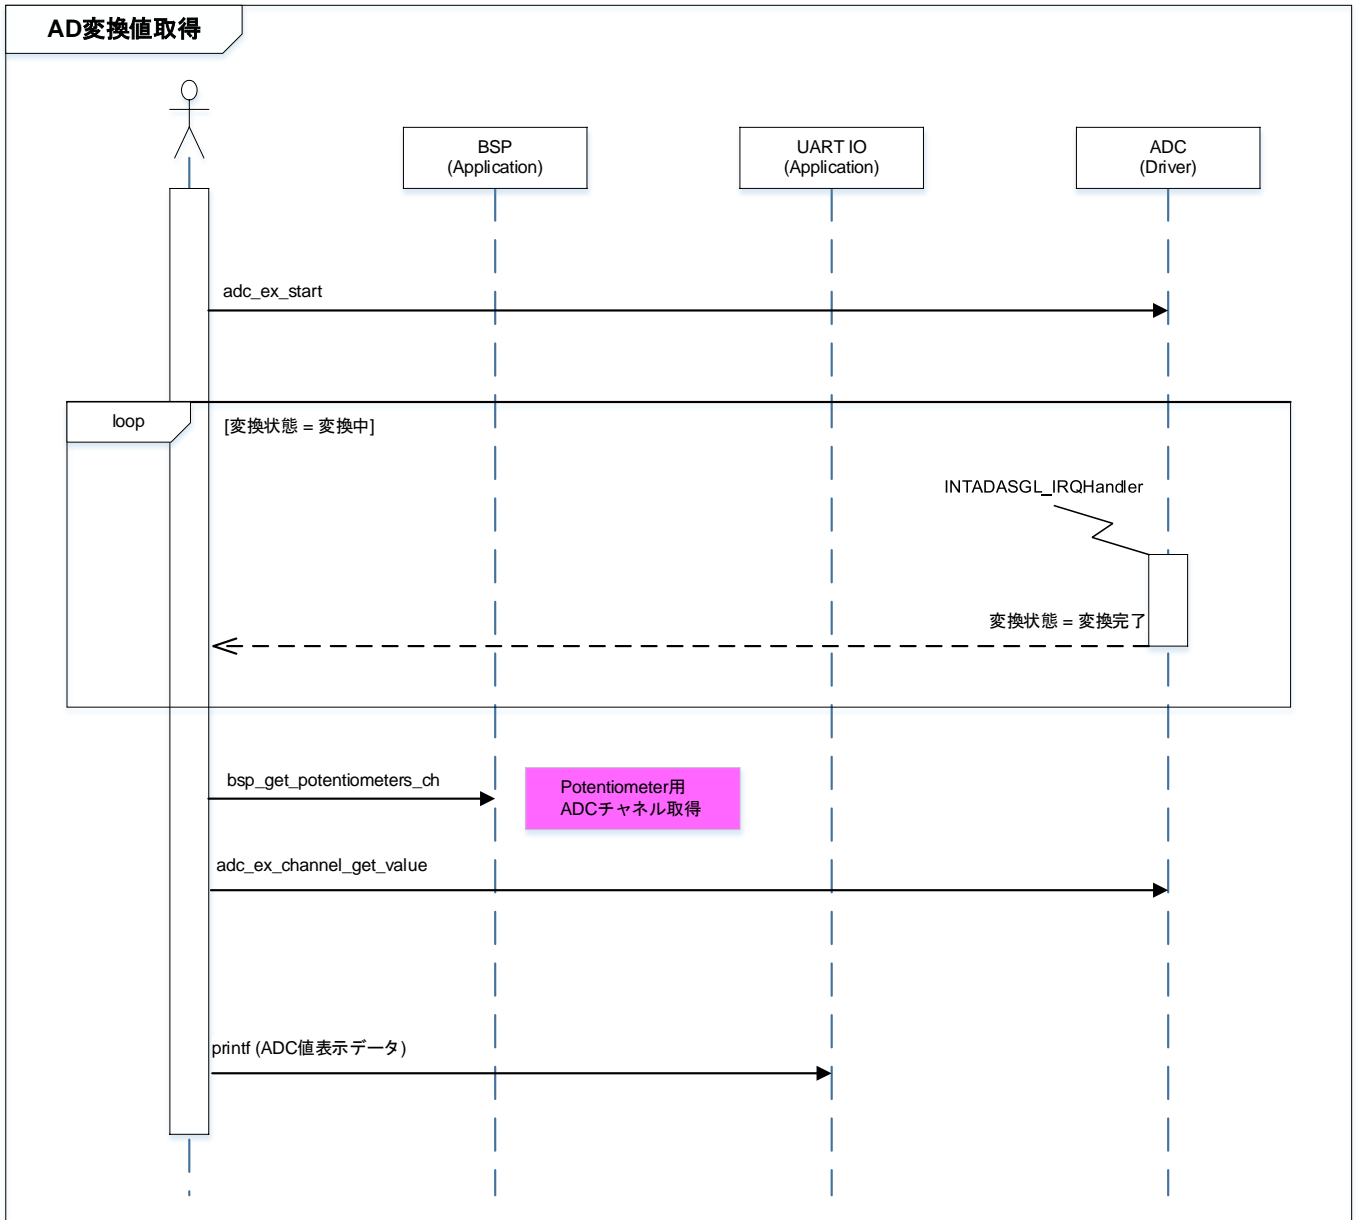 AD変換値取得
BSP
(Application)
UART IO
(Application)
ADC
(Driver)
adc_ex_start
loop
[変換状態 = 変換中]
INTADASGL_IRQHandler
変換状態 = 変換完了
bsp_get_potentiometers_ch
Potentiometer用
ADCチャネル取得
adc_ex_channel_get_value
printf (ADC値表示データ)